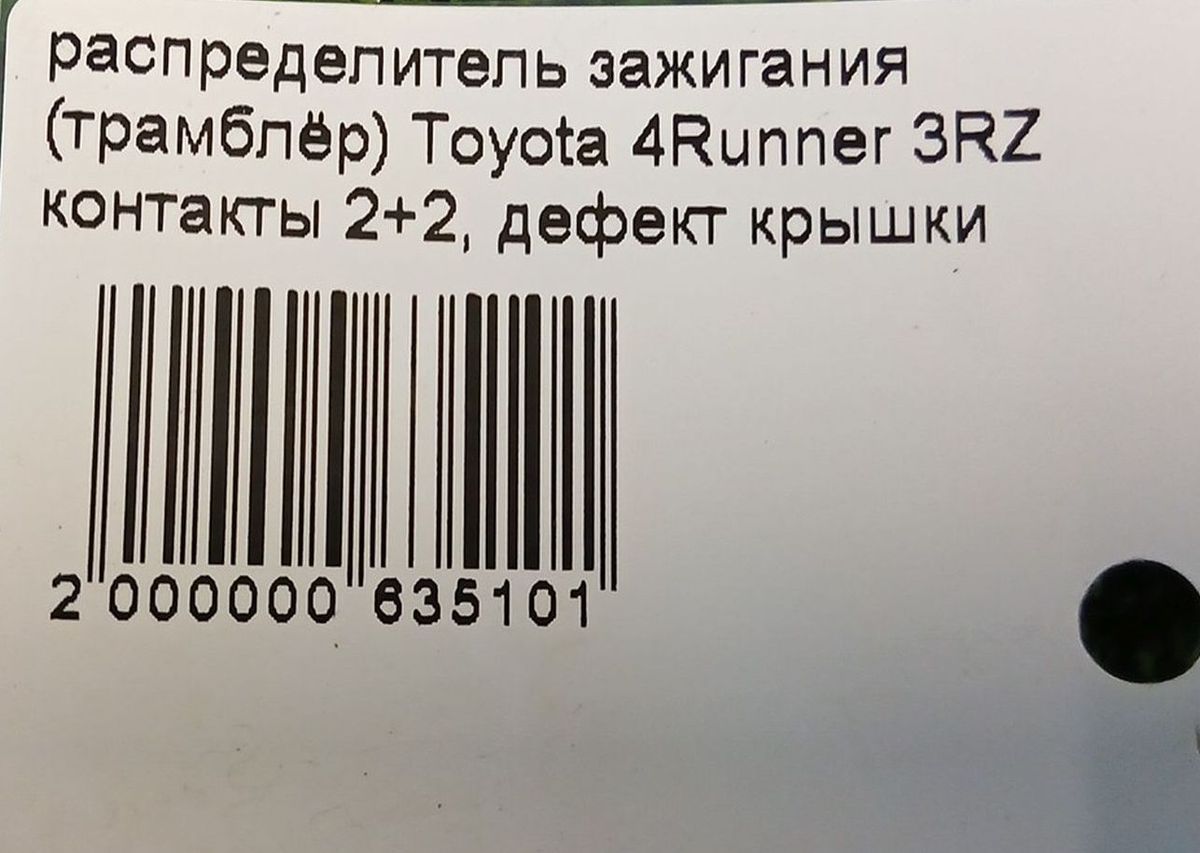 распределитель зажигания
(трамблёр) Toyota 4Runner 3RZ
контакты 2+2, дефект крышки
2 000000 635101